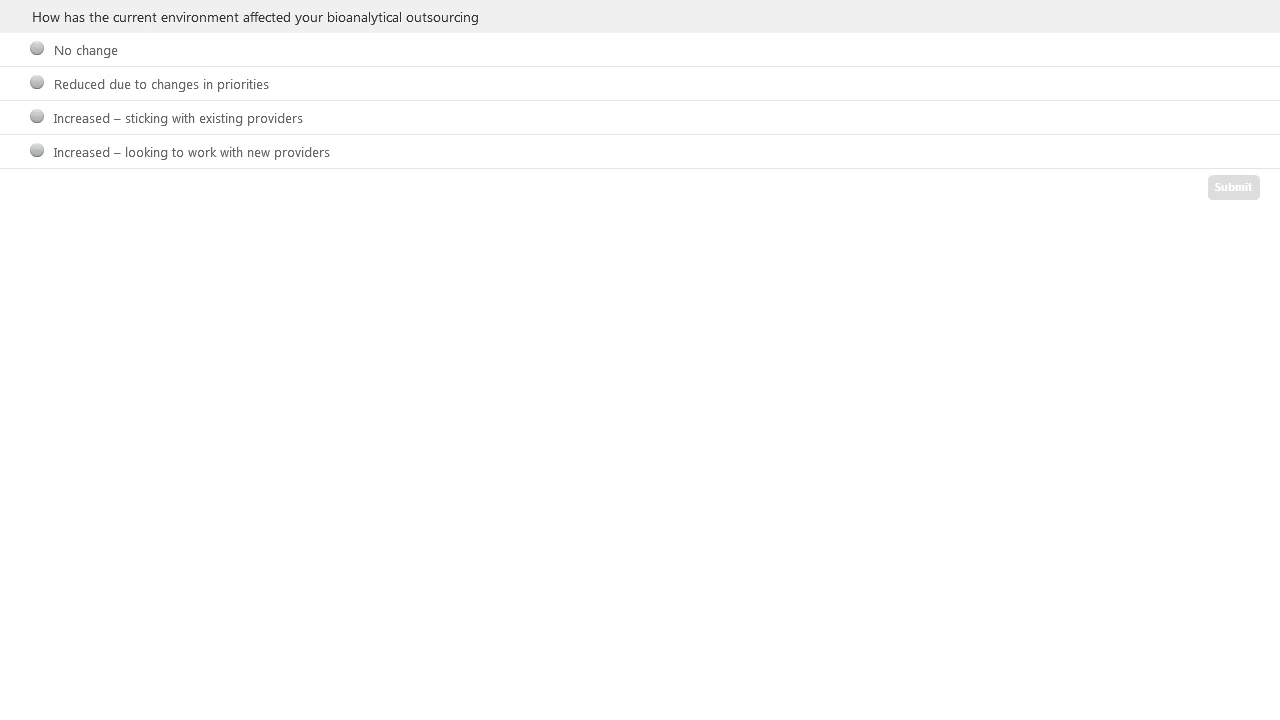 How has the current environment affected your bioanalytical outsourcing
No change
Reduced due to changes in priorities
Increased – sticking with existing providers
Increased – looking to work with new providers
Submit